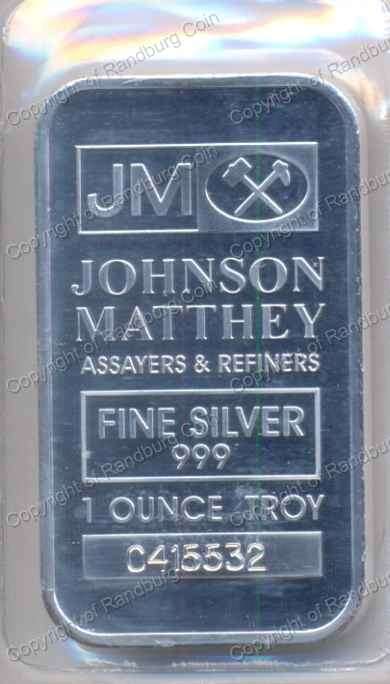 JM
JOHNSON
MATTHEY
ASSAYERS & REFINERS
FINE SILVER
999
1 OUNCE TROY
C415532
Copyright of Randburg Coin